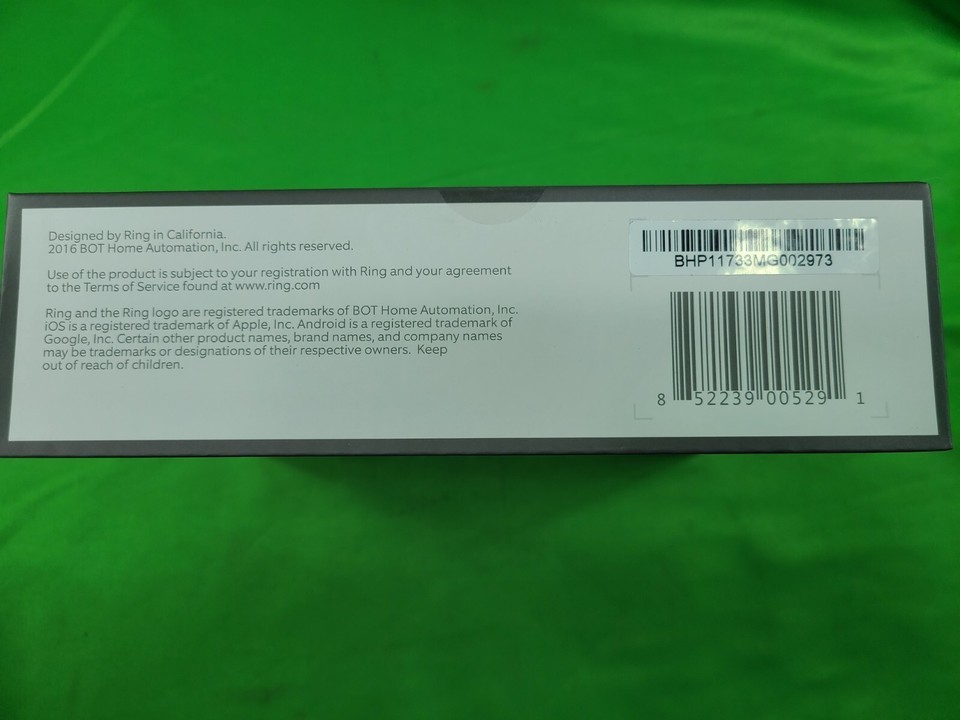 Designed by Ring in California.
2016 BOT Home Automation, Inc. All rights reserved.
Use of the product is subject to your registration with Ring and your agreement
to the Terms of Service found at www.ring.com
Ring and the Ring logo are registered trademarks of BOT Home Automation, Inc.
iOS is a registered trademark of Apple, Inc. Android is a registered trademark of
Google, Inc. Certain other product names, brand names, and company names
may be trademarks or designations of their respective owners. Keep
out of reach of children.
BHP11733MG002973
8 52239 00529 1